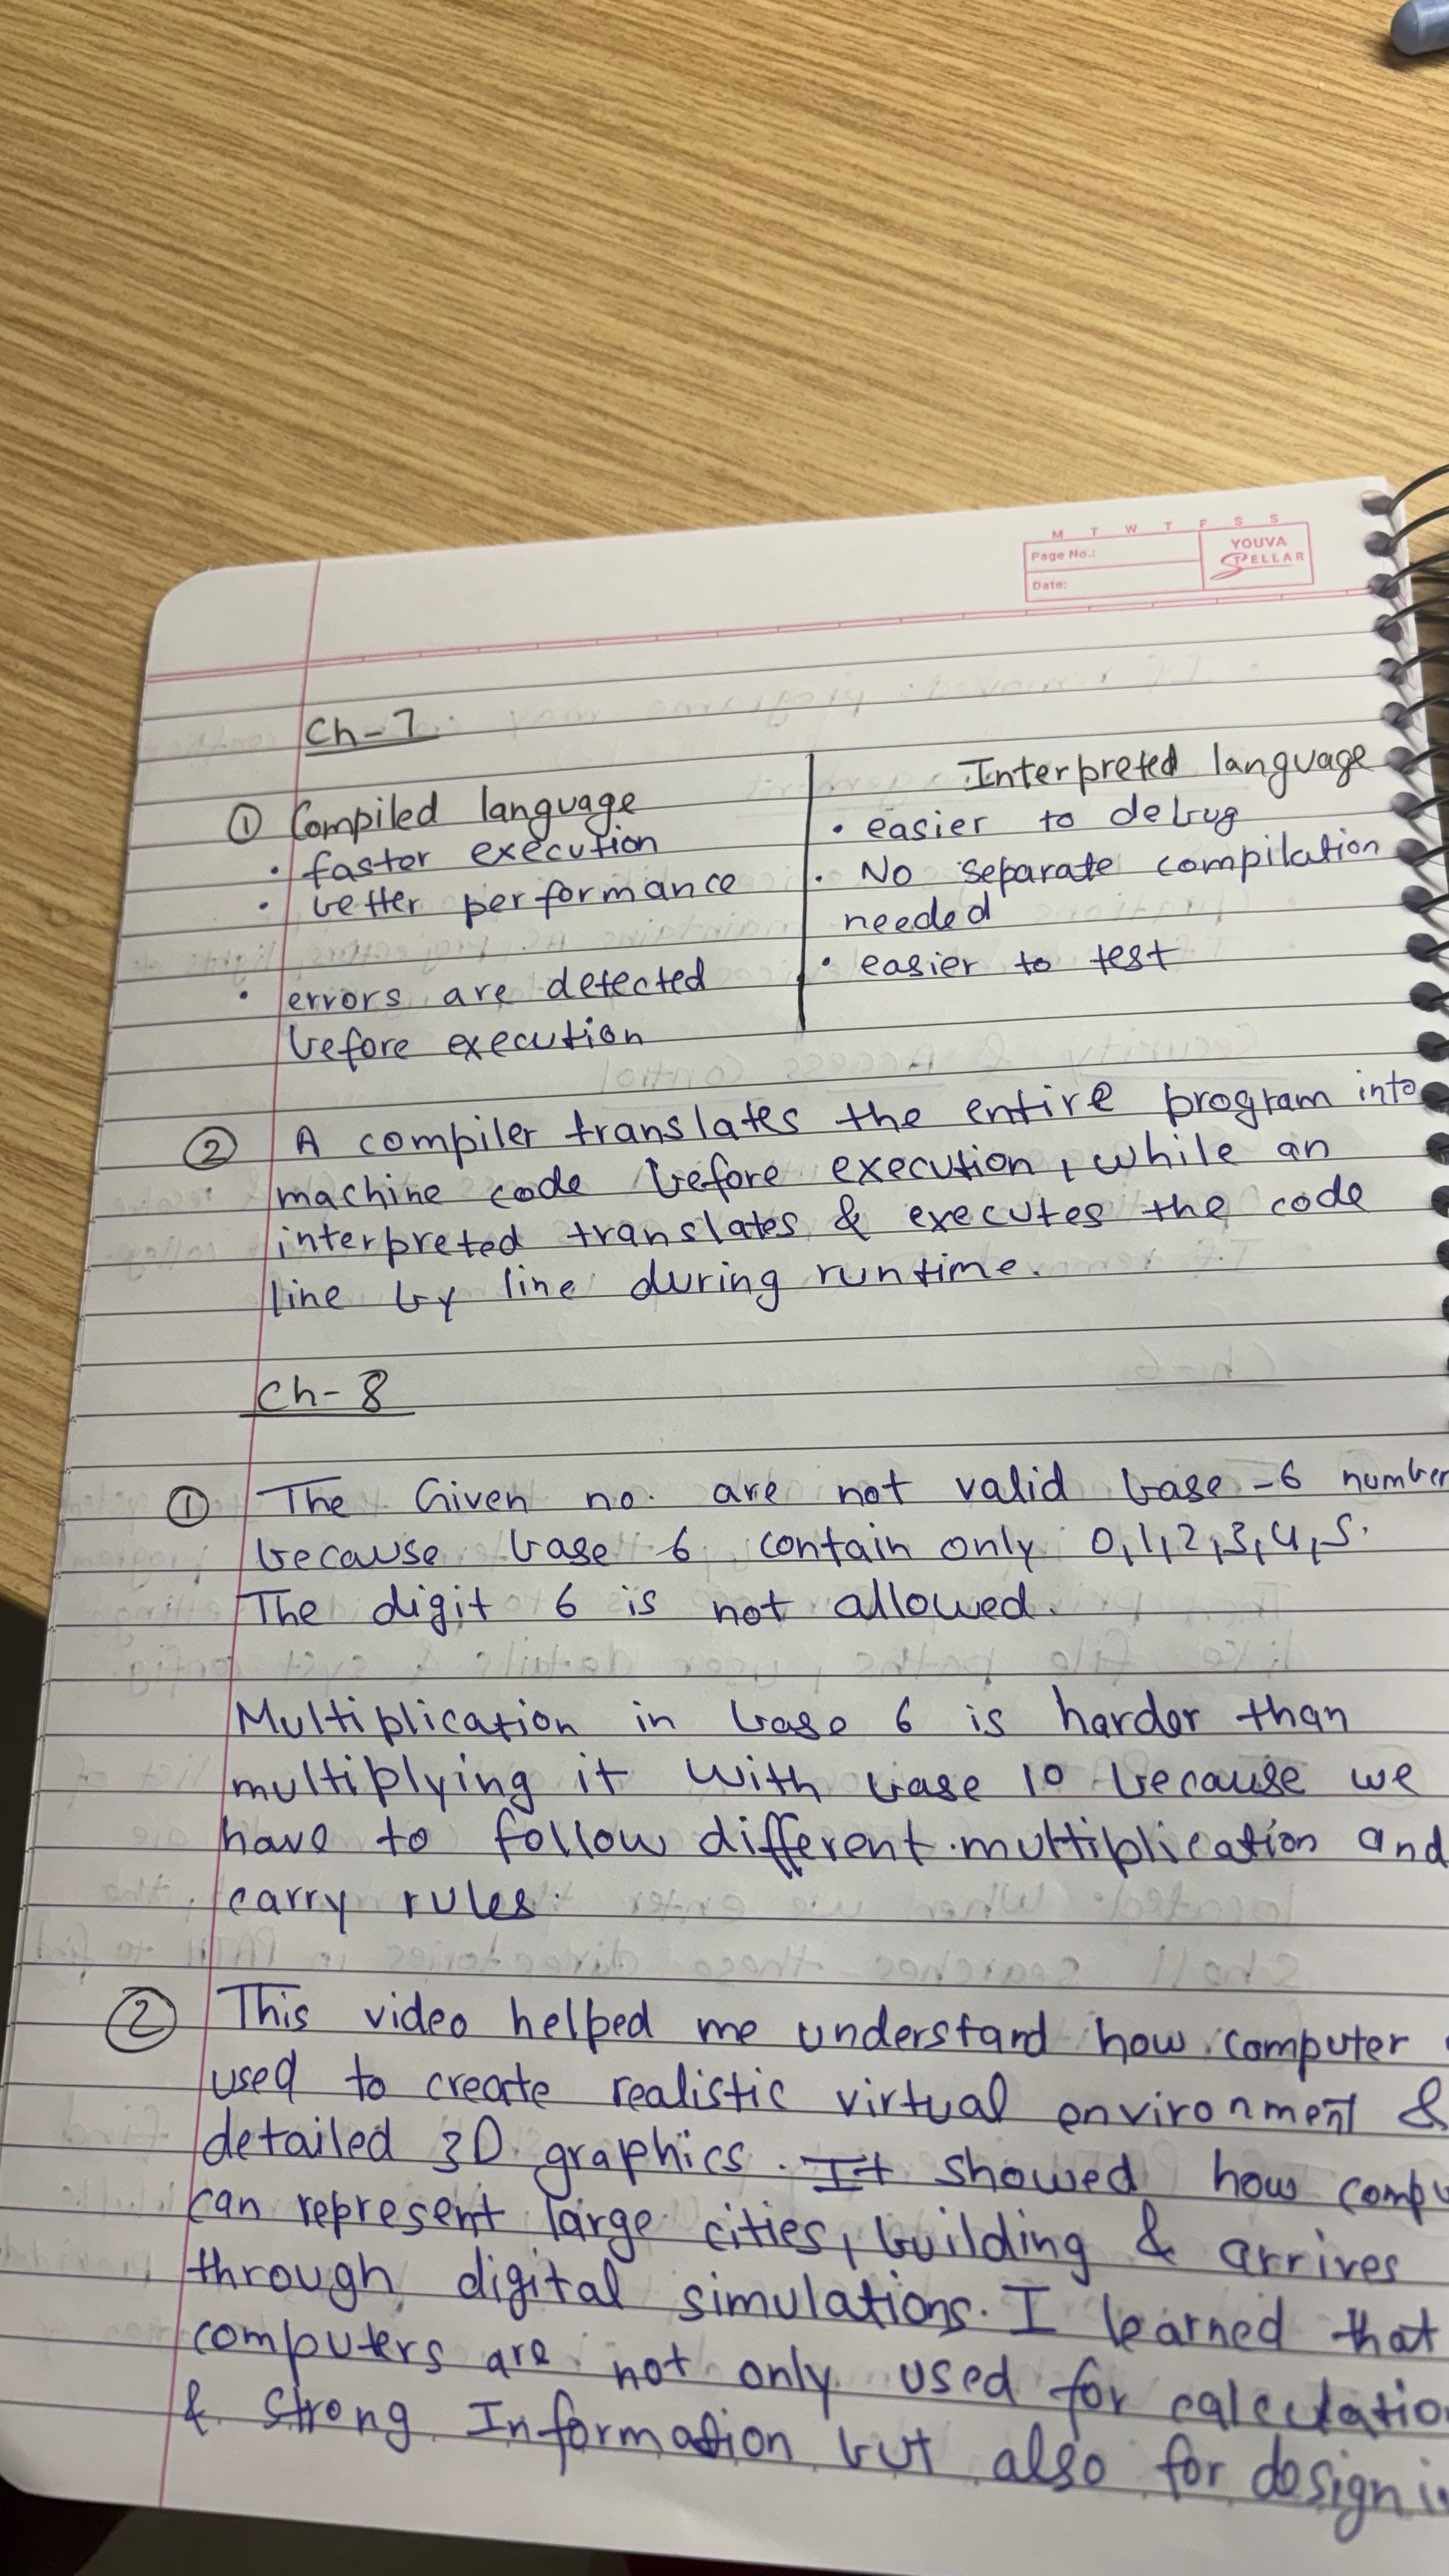 M T W T F S S
Page No.:
Date:
YOUVA
STELLAR
Ch-7
① Compiled language
• faster execution
• better performance
• errors are detected
before execution
Interpreted language
• easier to debug
• No separate compilation
needed
• easier to test
② A compiler translates the entire program into
machine code before execution, while an
interpreted translates & executes the code
line by line during runtime.
Ch-8
① The Given no. are not valid base-6 number
because base 6 contain only 0,1,2,3,4,5.
The digit 6 is not allowed.
Multiplication in base 6 is harder than
multiplying it with base 10 because we
have to follow different multiplication and
carry rules.
② This video helped me understand how computer
used to create realistic virtual environment &
detailed 3D graphics. It showed how compu
can represent large cities, building & arrives
through digital simulations. I learned that
computers are not only used for calculatio
& strong Information but also for design